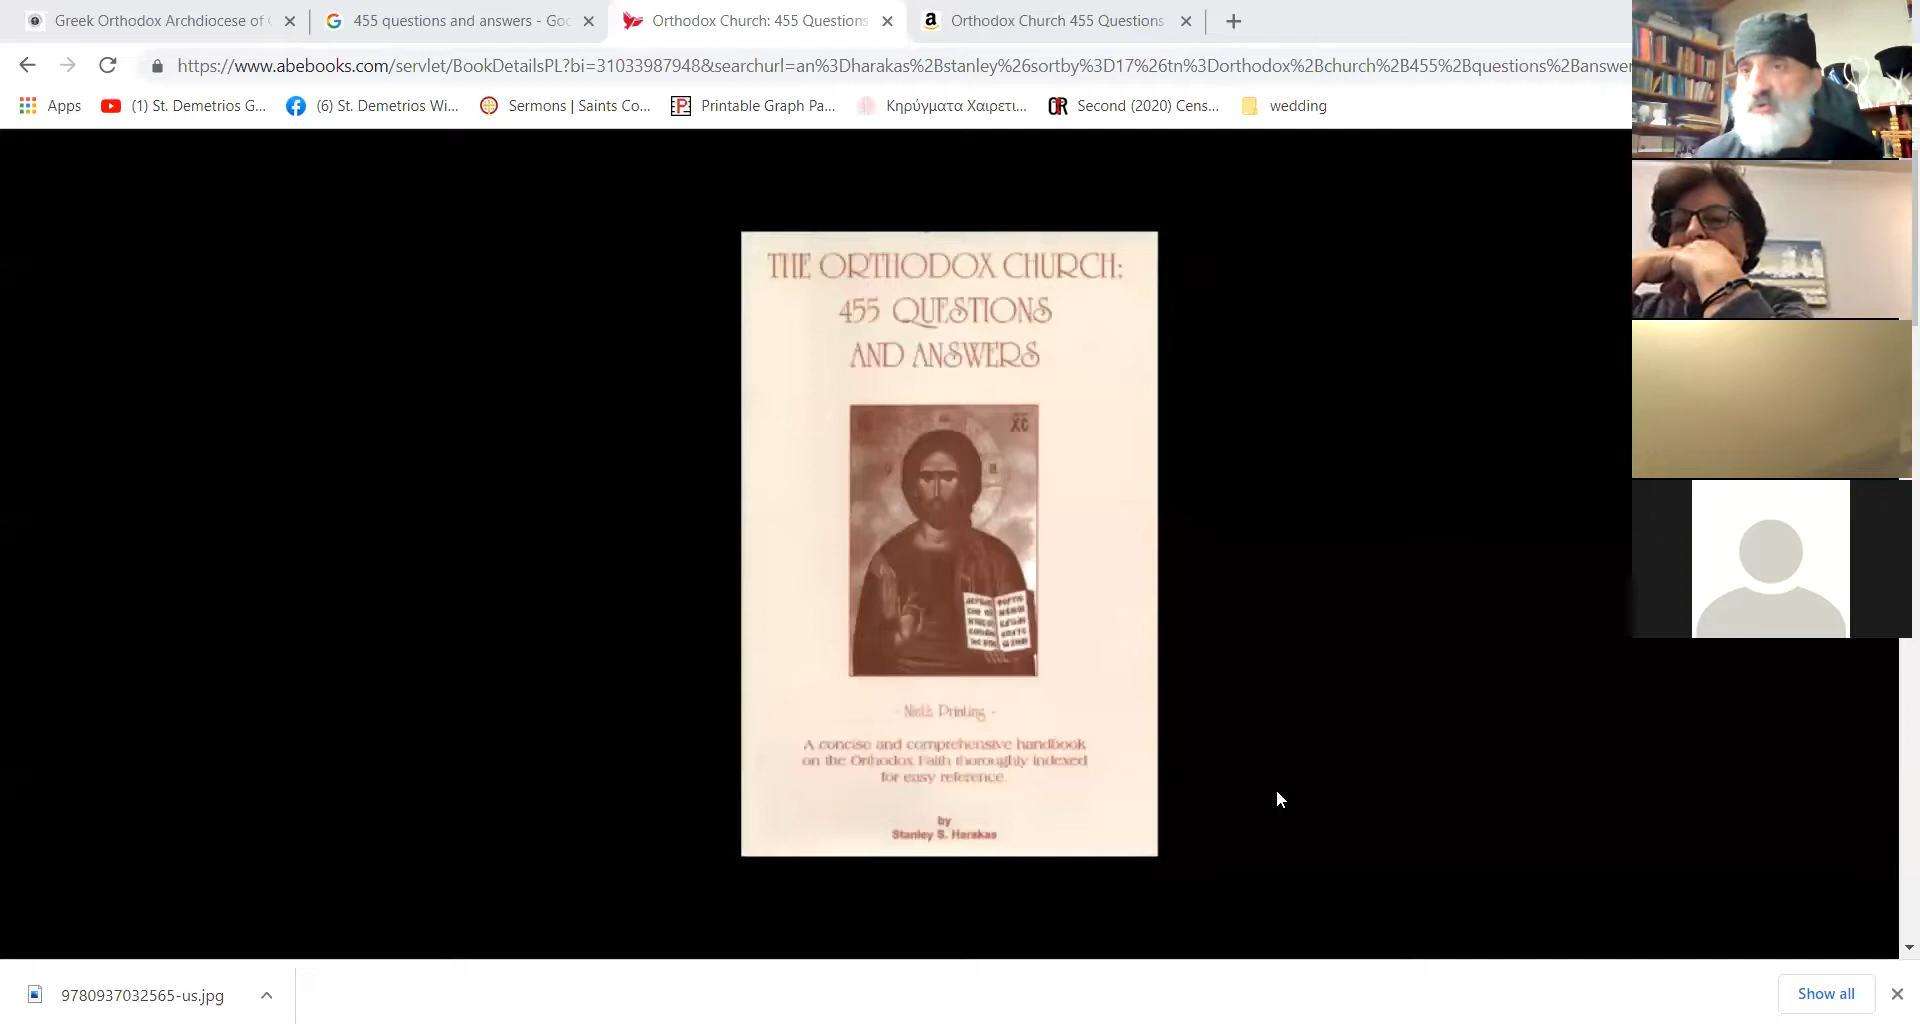 Greek Orthodox Archdiocese of
455 questions and answers - Goo
Orthodox Church: 455 Questions
Orthodox Church 455 Questions
https://www.abebooks.com/servlet/BookDetailsPL?bi=31033987948&searchurl=an%3Dharakas%2Bstanley%26sortby%3D17%26tn%3Dorthodox%2Bchurch%2B455%2Bquestions%2Banswer
Apps
(1) St. Demetrios G...
(6) St. Demetrios Wi...
Sermons | Saints Co...
Printable Graph Pa...
Κηρύγματα Χαιρετι...
Second (2020) Cens...
wedding
THE ORTHODOX CHURCH:
455 QUESTIONS
AND ANSWERS
XC
- Ninth Printing -
A concise and comprehensive handbook
on the Orthodox Faith thoroughly indexed
for easy reference.
by
Stanley S. Harakas
9780937032565-us.jpg
Show all